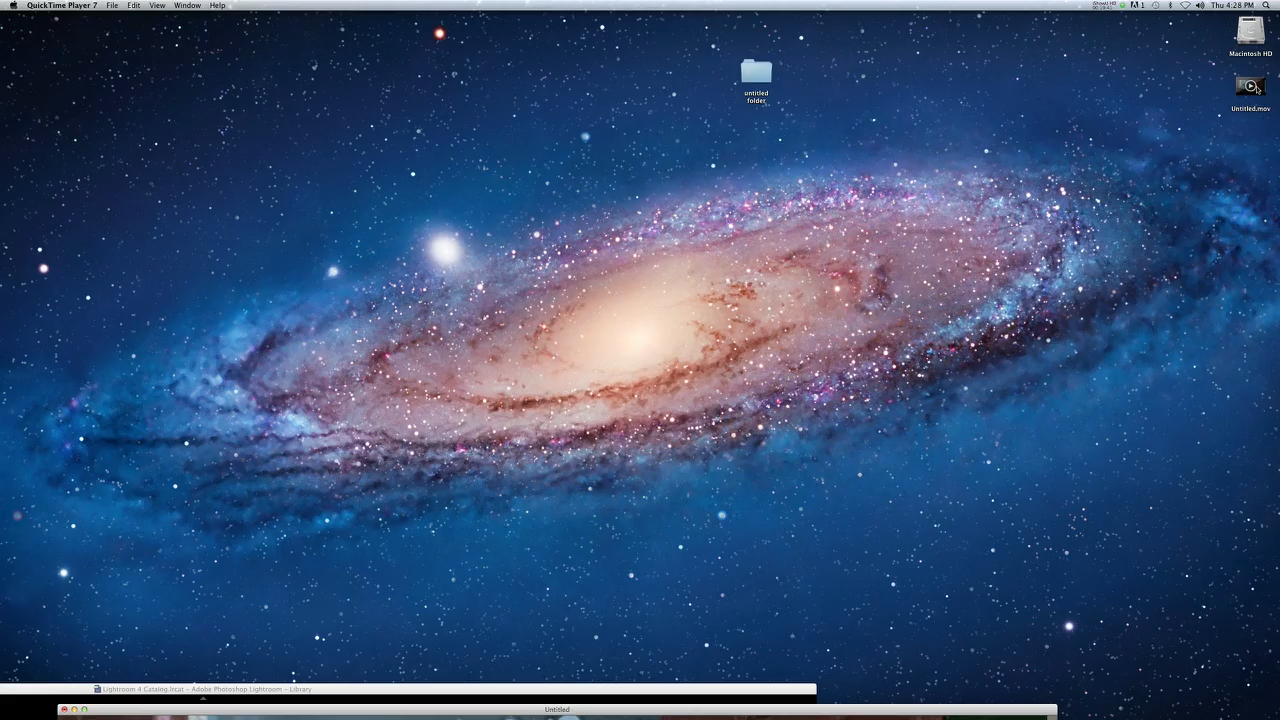 QuickTime Player 7 File Edit View Window Help
1 Thu 4:28 PM
Macintosh HD
untitled
folder
Untitled.mov
Lightroom 4 Catalog.lrcat – Adobe Photoshop Lightroom – Library
Untitled